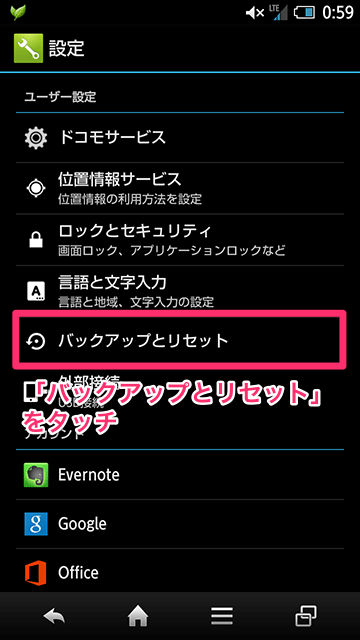 LTE 0:59
設定
ユーザー設定
ドコモサービス
位置情報サービス
位置情報の利用方法を設定
ロックとセキュリティ
画面ロック、アプリケーションロックなど
A
言語と文字入力
言語と地域、文字入力の設定
バックアップとリセット
外部接続
「バックアップとリセット」
USB接続
をタッチ
アカウント
Evernote
8 Google
Office